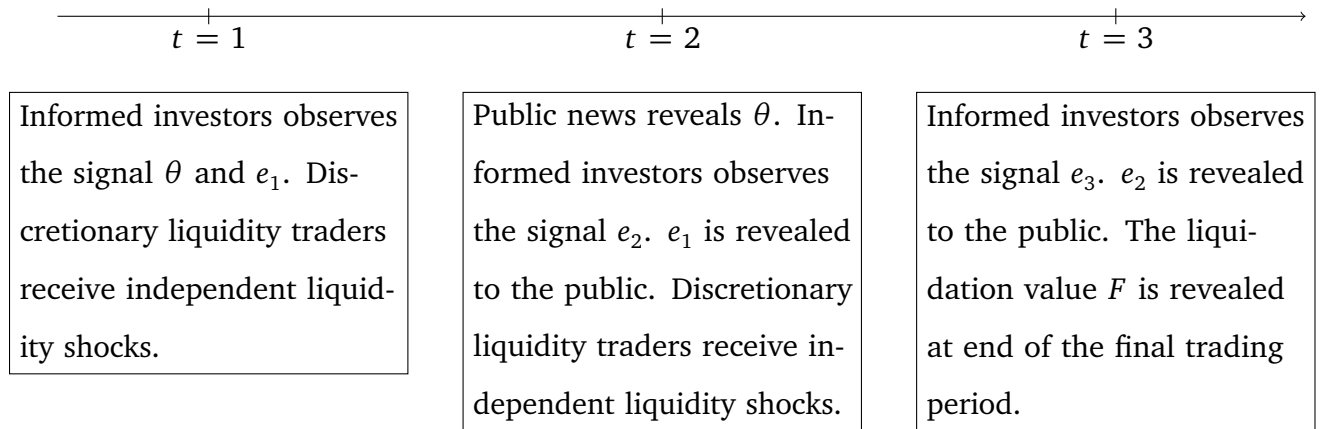 t = 1
t = 2
t = 3
Informed investors observes
the signal θ and e₁. Dis-
cretionary liquidity traders
receive independent liquid-
ity shocks.
Public news reveals θ. In-
formed investors observes
the signal e₂. e₁ is revealed
to the public. Discretionary
liquidity traders receive in-
dependent liquidity shocks.
Informed investors observes
the signal e₃. e₂ is revealed
to the public. The liqui-
dation value F is revealed
at end of the final trading
period.